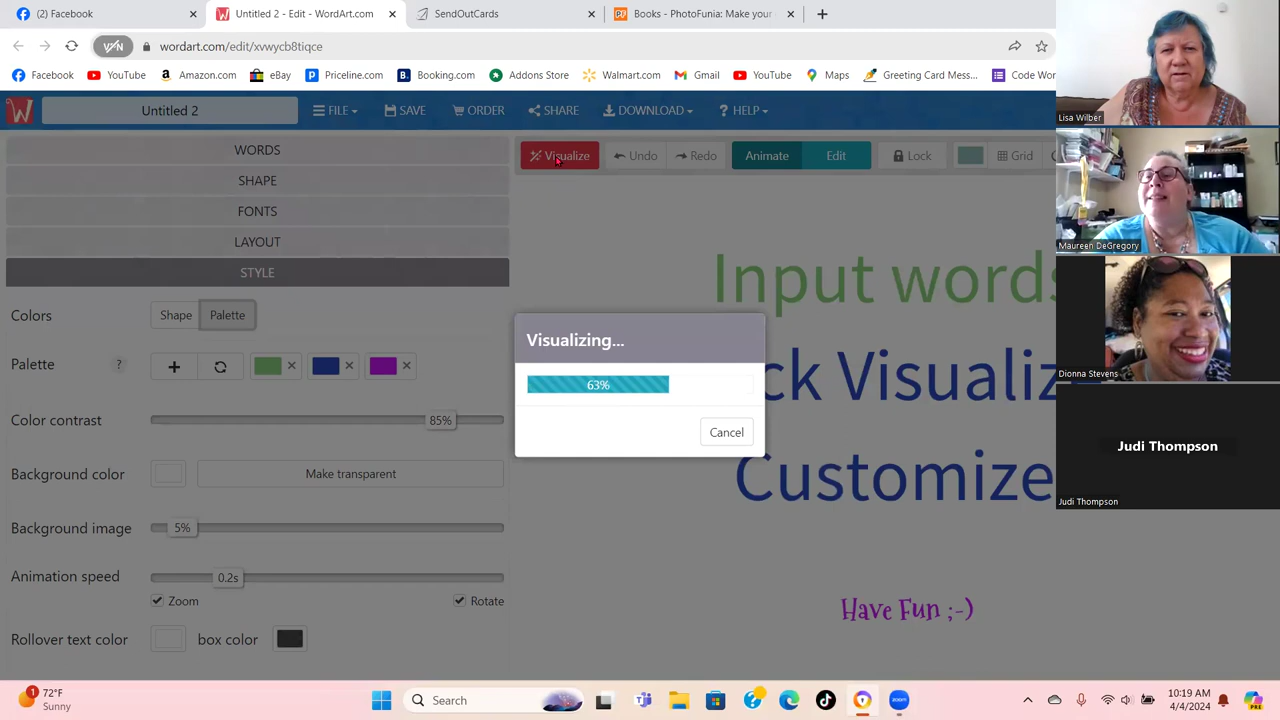 (2) Facebook
Untitled 2 - Edit - WordArt.com
SendOutCards
Books - PhotoFunia: Make your
wordart.com/edit/xvwycb8tiqce
VPN
Facebook
YouTube
Amazon.com
eBay
Priceline.com
Booking.com
Addons Store
Walmart.com
Gmail
YouTube
Maps
Greeting Card Mess...
Code Wor
Untitled 2
FILE
SAVE
ORDER
SHARE
DOWNLOAD
HELP
WORDS
SHAPE
FONTS
LAYOUT
STYLE
Visualize
Undo
Redo
Animate
Edit
Lock
Grid
Colors
Shape
Palette
Palette
?
Color contrast
85%
Background color
Make transparent
Background image
5%
Animation speed
0.2s
Zoom
Rotate
Rollover text color
box color
Input words
ck Visualiz
Customize
Have Fun ;-)
Visualizing...
63%
Cancel
Lisa Wilber
Maureen DeGregory
Dionna Stevens
Judi Thompson
Judi Thompson
1
72°F
Sunny
Search
10:19 AM
4/4/2024